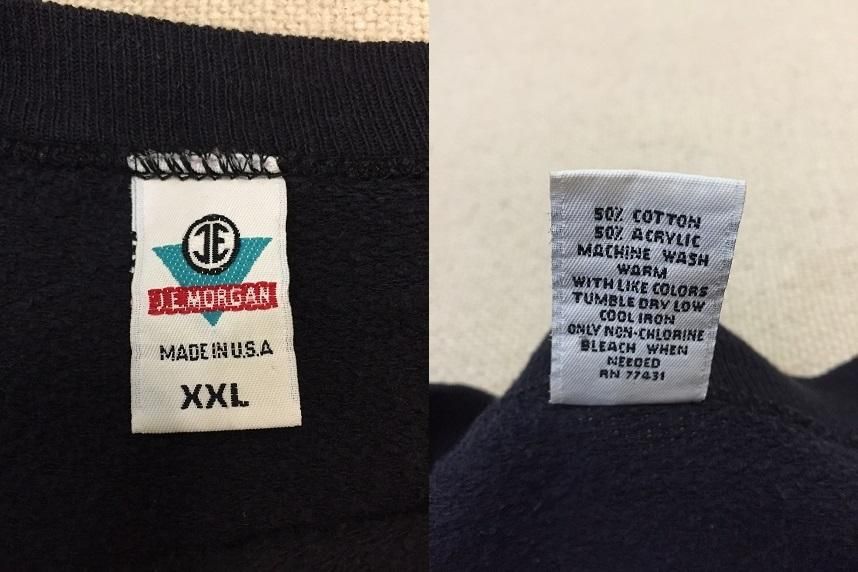 JE
J.E.MORGAN
MADE IN U.S.A
XXL
50% COTTON
50% ACRYLIC
MACHINE WASH
WARM
WITH LIKE COLORS
TUMBLE DRY LOW
COOL IRON
ONLY NON-CHLORINE
BLEACH WHEN
NEEDED
RN 77431